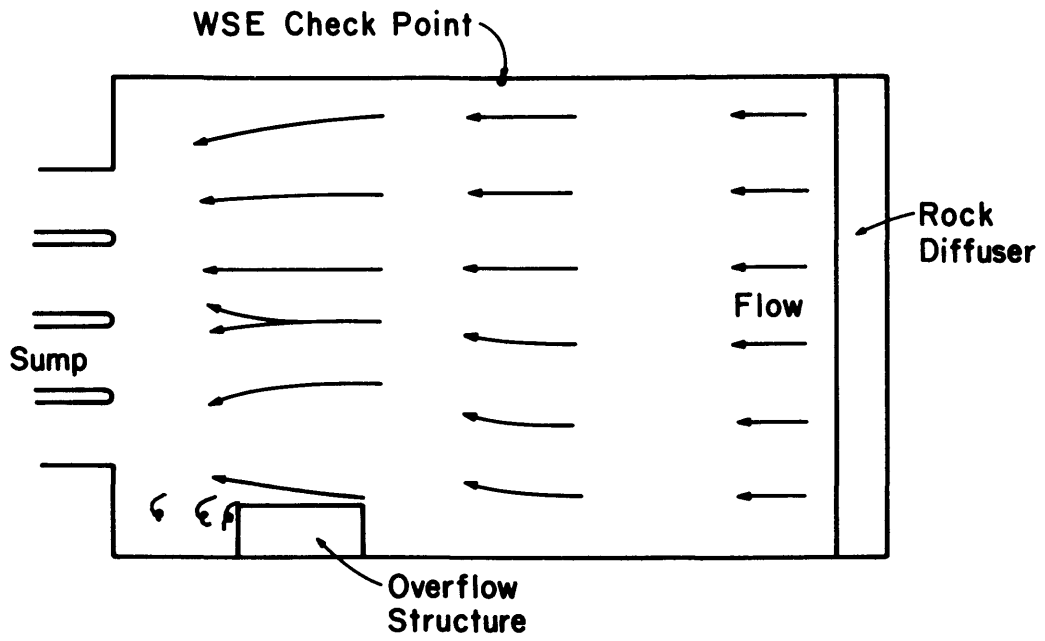 WSE Check Point
Rock
Diffuser
Flow
Sump
Overflow
Structure